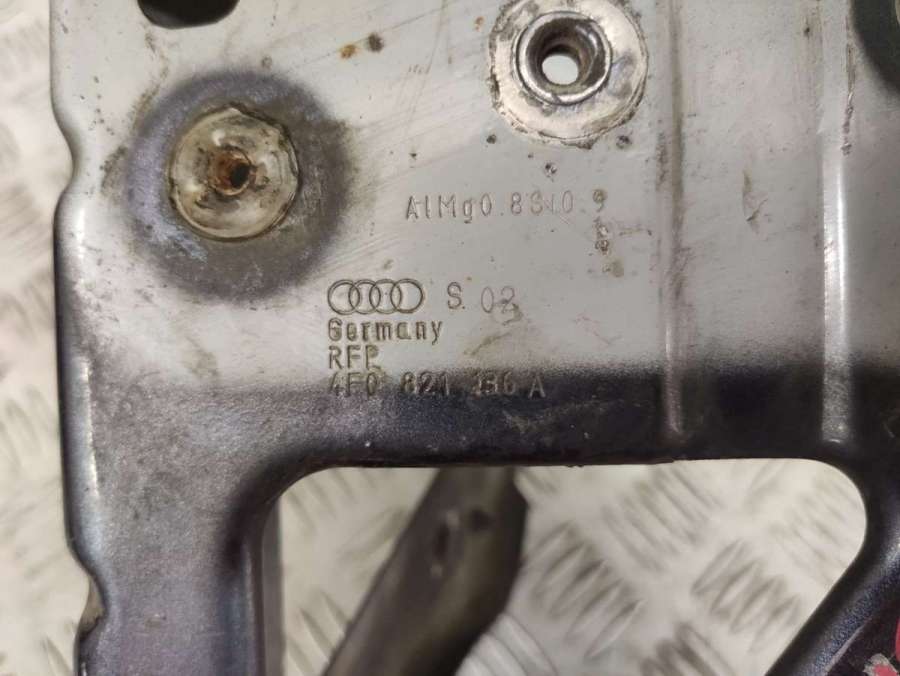 AlMg0.8Si0.9
S 02
Germany
RFP
4F0 821 136 A